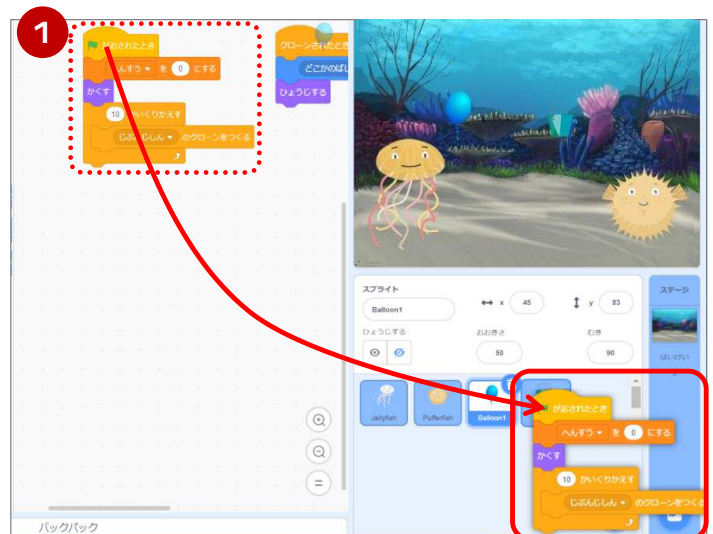 1
がおされたとき
へんすう を 0 にする
かくす
10 かいくりかえす
じぶんじしん のクローンをつくる
クローンされたとき
どこかのばし
ひょうじする
スプライト
Balloon1
x 45
y 83
ひょうじする
おおきさ
50
むき
90
ステージ
はいけい
Jellyfish
Pufferfish
Balloon1
がおされたとき
へんすう を 0 にする
かくす
10 かいくりかえす
じぶんじしん のクローンをつくる
バックパック